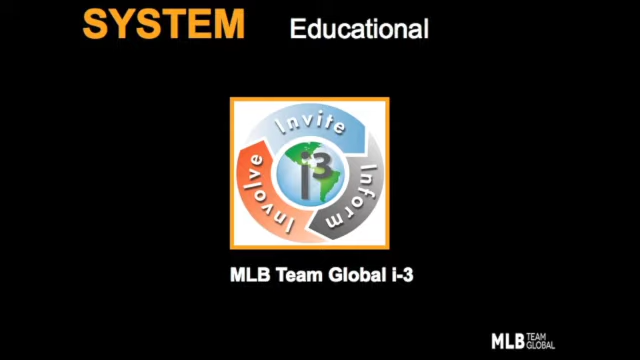 SYSTEM Educational
Invite
Involve
i3
Inform
MLB Team Global i-3
MLB TEAM
GLOBAL